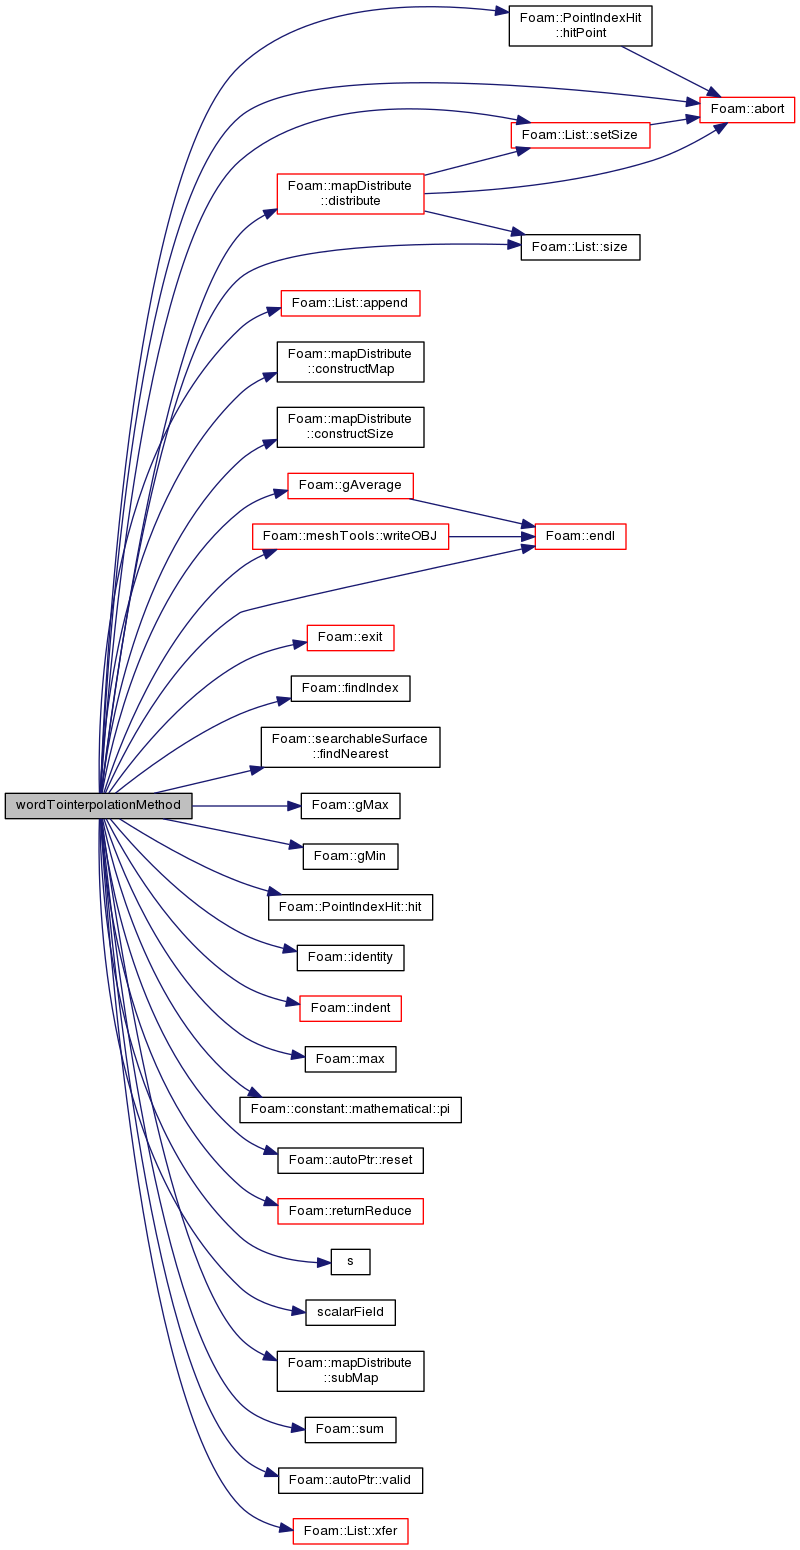 Foam::PointIndexHit
::hitPoint
Foam::abort
Foam::List::setSize
Foam::mapDistribute
::distribute
Foam::List::size
Foam::List::append
Foam::mapDistribute
::constructMap
Foam::mapDistribute
::constructSize
Foam::gAverage
Foam::meshTools::writeOBJ
Foam::endl
Foam::exit
Foam::findIndex
Foam::searchableSurface
::findNearest
wordTointerpolationMethod
Foam::gMax
Foam::gMin
Foam::PointIndexHit::hit
Foam::identity
Foam::indent
Foam::max
Foam::constant::mathematical::pi
Foam::autoPtr::reset
Foam::returnReduce
s
scalarField
Foam::mapDistribute
::subMap
Foam::sum
Foam::autoPtr::valid
Foam::List::xfer